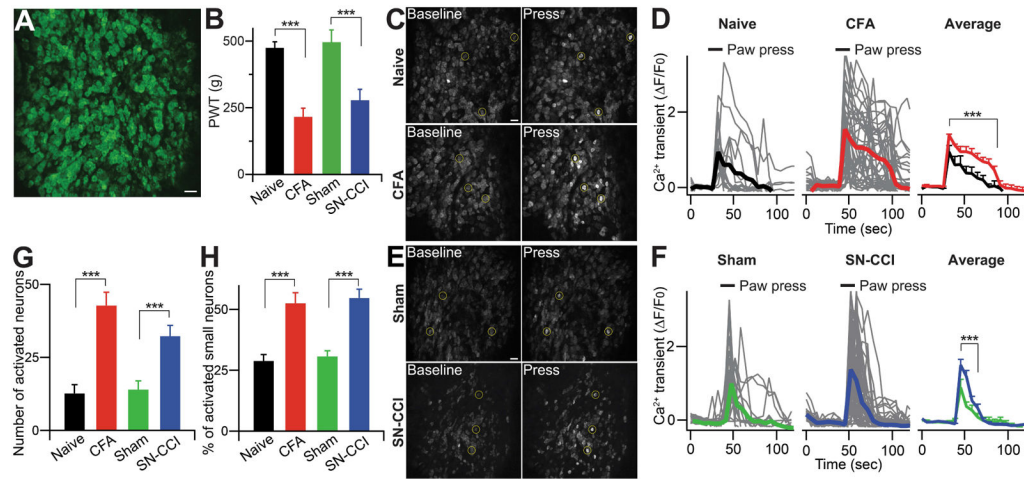 A
B
PWT (g)
500
250
0
***
***
Naive
CFA
Sham
SN-CCI
C
Baseline
Press
Naive
Baseline
Press
CFA
D
Naive
CFA
Average
Paw press
Paw press
***
Ca²⁺ transient (ΔF/F₀)
2
0
0 50 100
0 50 100
0 50 100
Time (sec)
G
Number of activated neurons
50
25
0
***
***
Naive
CFA
Sham
SN-CCI
H
% of activated small neurons
50
25
0
***
***
Naive
CFA
Sham
SN-CCI
E
Baseline
Press
Sham
Baseline
Press
SN-CCI
F
Sham
SN-CCI
Average
Paw press
Paw press
***
Ca²⁺ transient (ΔF/F₀)
2
0
0 50 100
0 50 100
0 50 100
Time (sec)